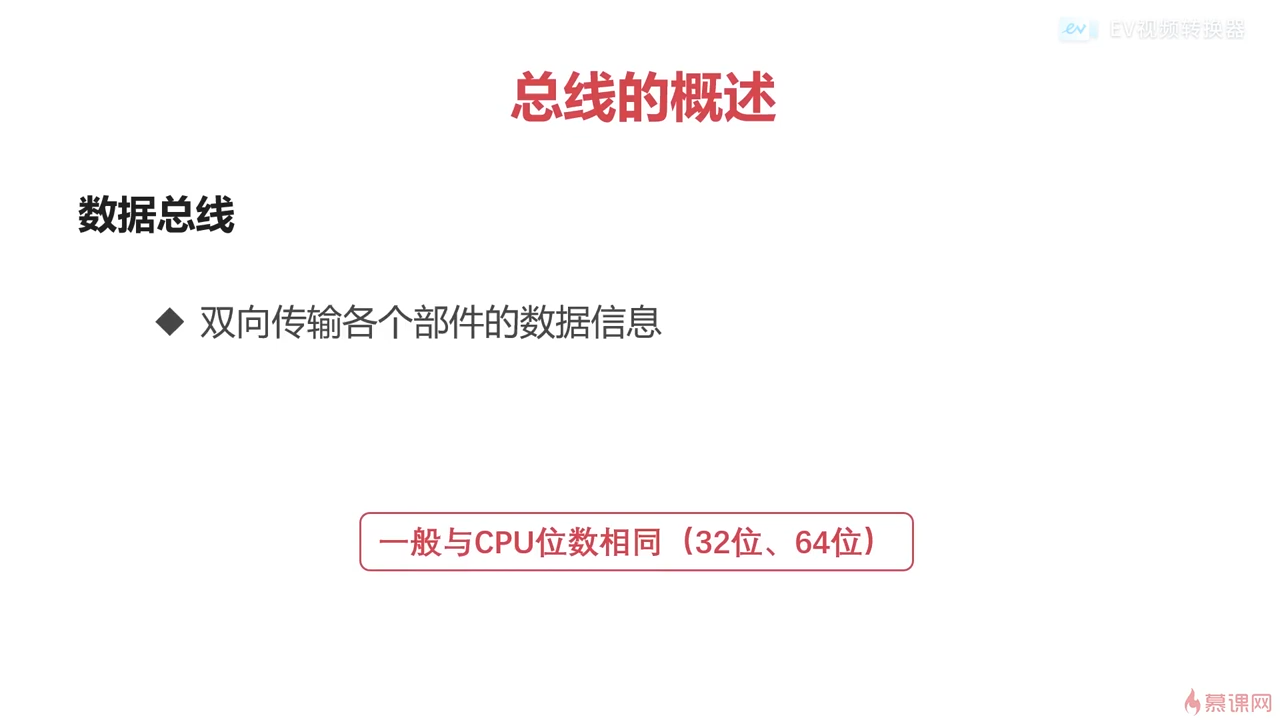 ev EV视频转换器
总线的概述
数据总线
◆ 双向传输各个部件的数据信息
一般与CPU位数相同（32位、64位）
慕课网